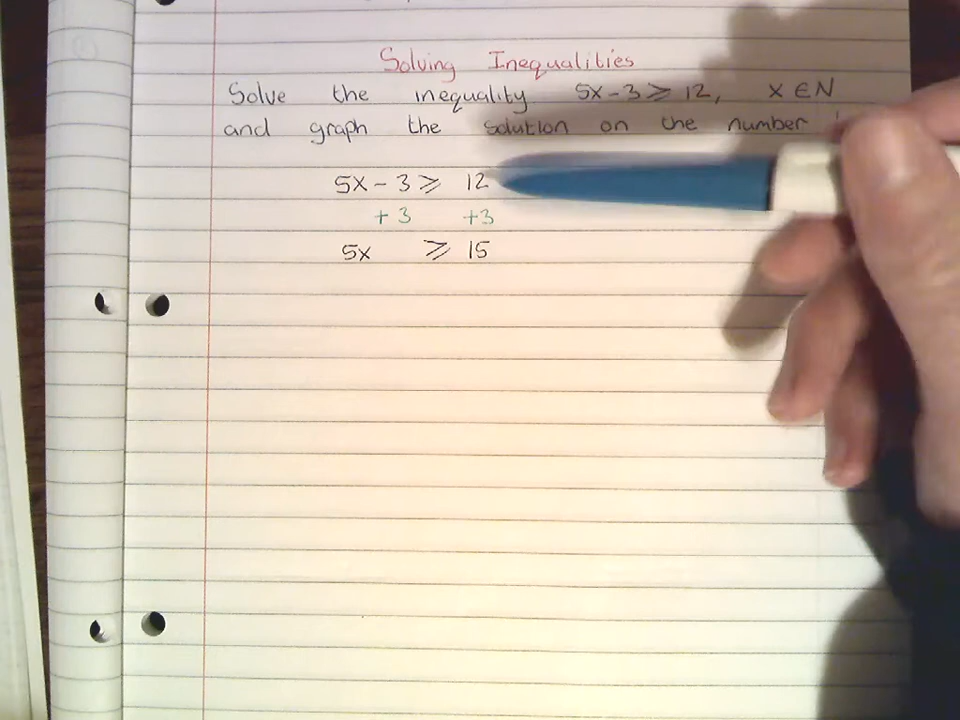 Solving Inequalities
Solve the inequality 5x - 3 ⩾ 12, x ∈ N
and graph the solution on the number
5x - 3 ⩾ 12
+ 3 +3
5x ⩾ 15